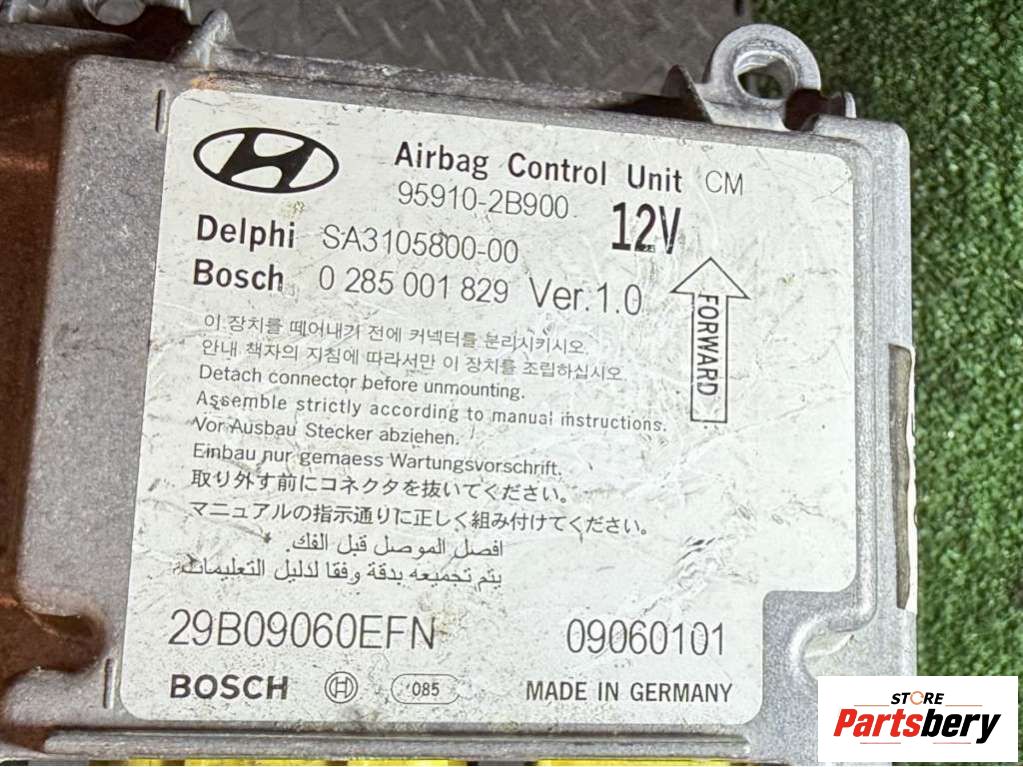 Airbag Control Unit CM
95910-2B900
12V
Delphi SA3105800-00
Bosch 0 285 001 829 Ver.1.0
FORWARD
이 장치를 떼어내기 전에 커넥터를 분리시키시오.
안내 책자의 지침에 따라서만 이 장치를 조립하십시오.
Detach connector before unmounting.
Assemble strictly according to manual instructions.
Vor Ausbau Stecker abziehen.
Einbau nur gemaess Wartungsvorschrift.
取り外す前にコネクタを抜いてください。
マニュアルの指示通りに正しく組み付けてください。
افصل الموصل قبل الفك.
يتم تجميعه بدقة وفقا لدليل التعليمات.
29B09060EFN 09060101
BOSCH 085 MADE IN GERMANY
STORE
Partsbery